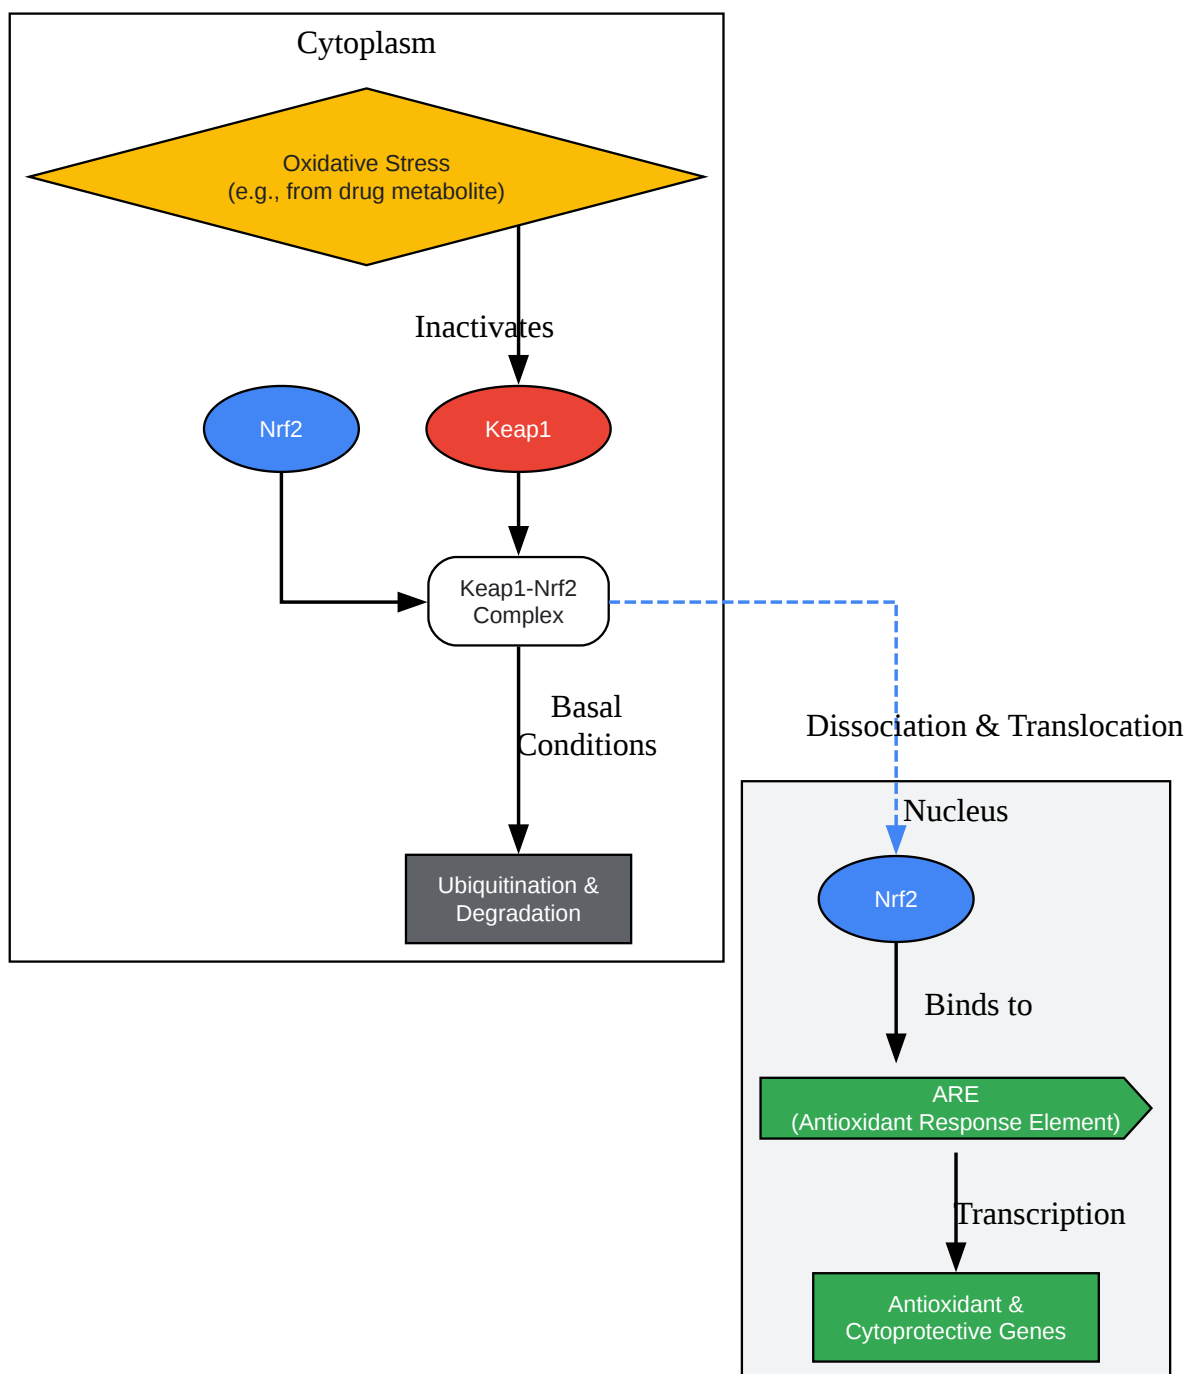 Cytoplasm
Oxidative Stress
(e.g., from drug metabolite)
Inactivates
Nrf2
Keap1
Keap1-Nrf2
Complex
Basal
Conditions
Dissociation & Translocation
Nucleus
Ubiquitination &
Degradation
Nrf2
Binds to
ARE
(Antioxidant Response Element)
Transcription
Antioxidant &
Cytoprotective Genes